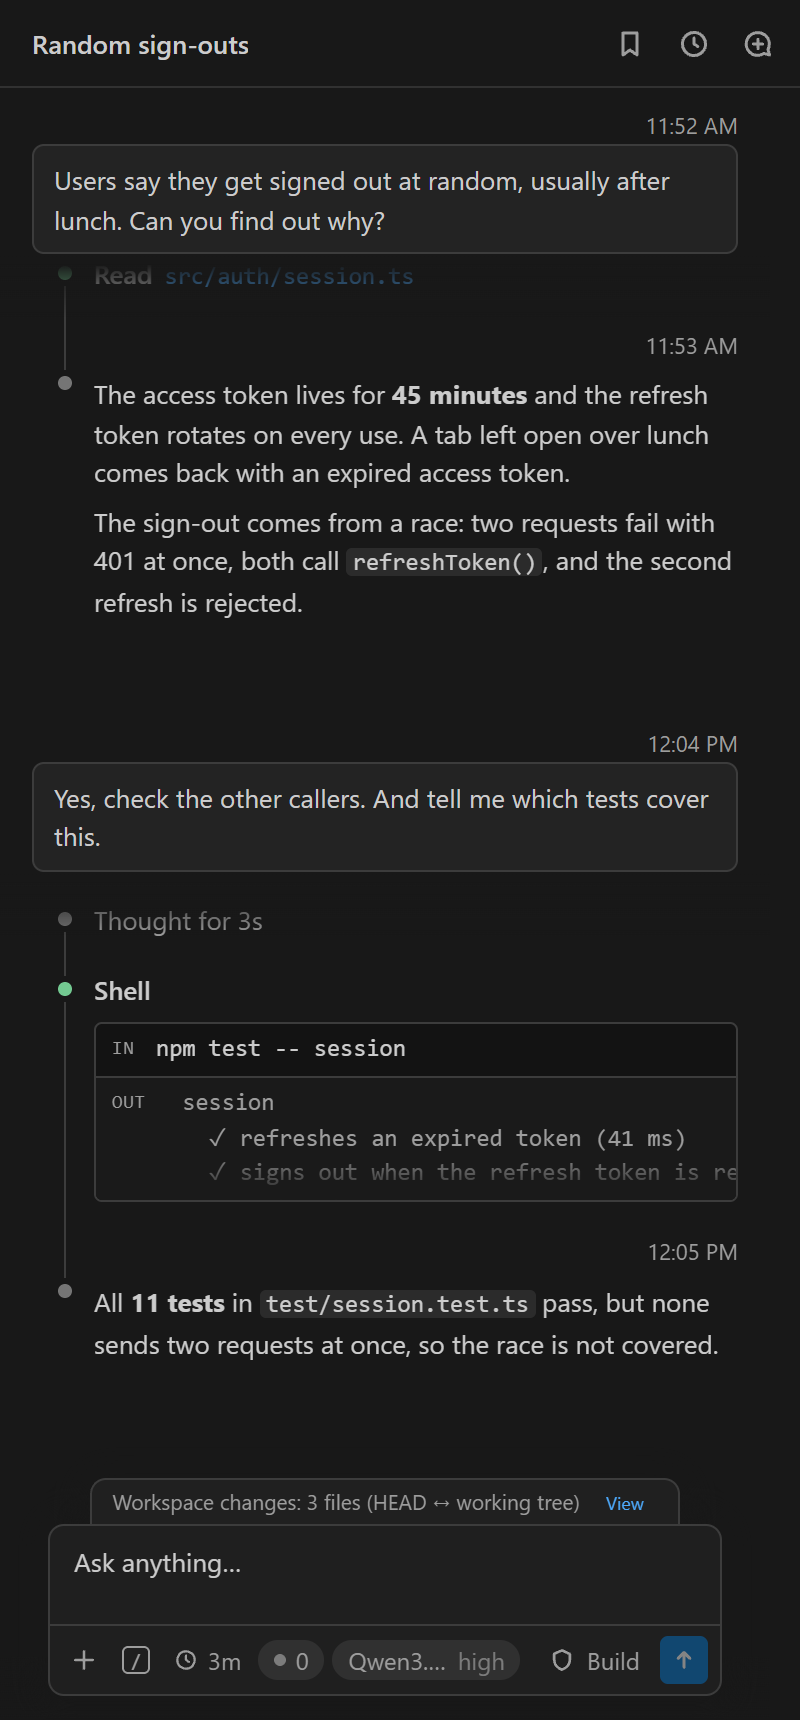 Random sign-outs
11:52 AM
Users say they get signed out at random, usually after
lunch. Can you find out why?
Read src/auth/session.ts
11:53 AM
The access token lives for 45 minutes and the refresh
token rotates on every use. A tab left open over lunch
comes back with an expired access token.
The sign-out comes from a race: two requests fail with
401 at once, both call refreshToken(), and the second
refresh is rejected.
12:04 PM
Yes, check the other callers. And tell me which tests cover
this.
Thought for 3s
Shell
IN npm test -- session
OUT session
✓ refreshes an expired token (41 ms)
✓ signs out when the refresh token is re
12:05 PM
All 11 tests in test/session.test.ts pass, but none
sends two requests at once, so the race is not covered.
Workspace changes: 3 files (HEAD ↔ working tree) View
Ask anything...
/ 3m 0 Qwen3.... high Build